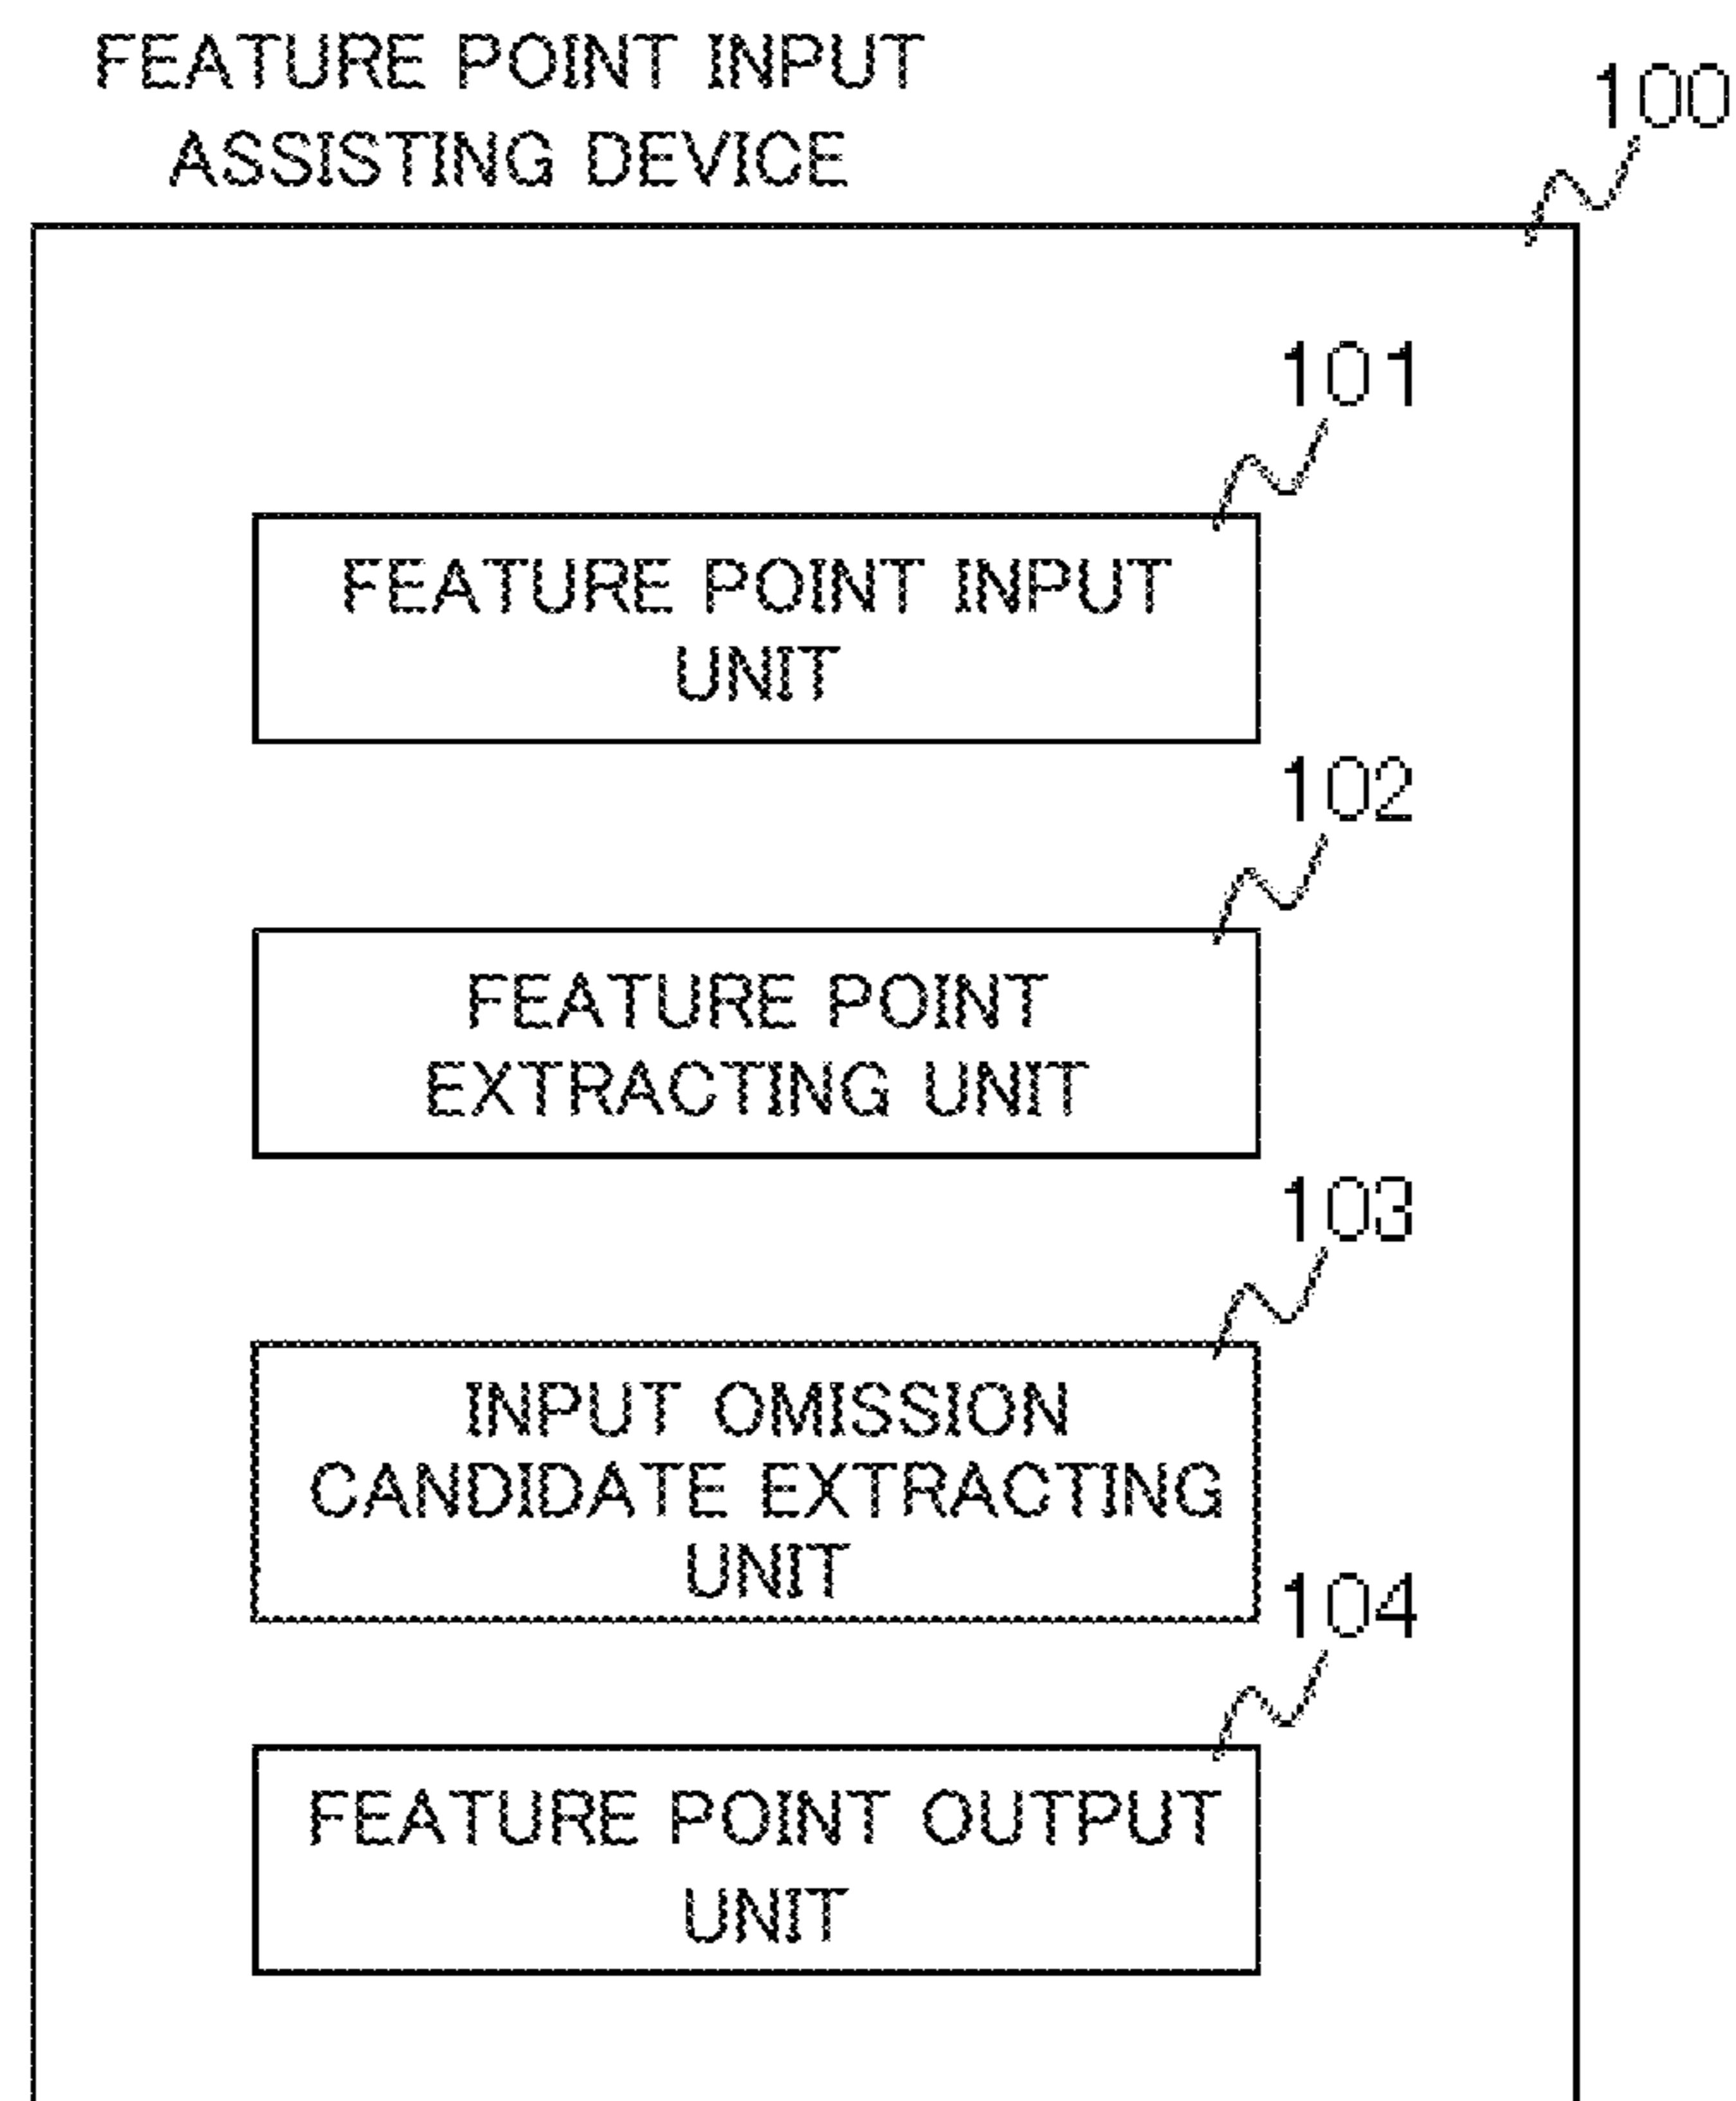 FEATURE POINT INPUT
ASSISTING DEVICE
100
101
FEATURE POINT INPUT
UNIT
102
FEATURE POINT
EXTRACTING UNIT
103
INPUT OMISSION
CANDIDATE EXTRACTING
UNIT
104
FEATURE POINT OUTPUT
UNIT